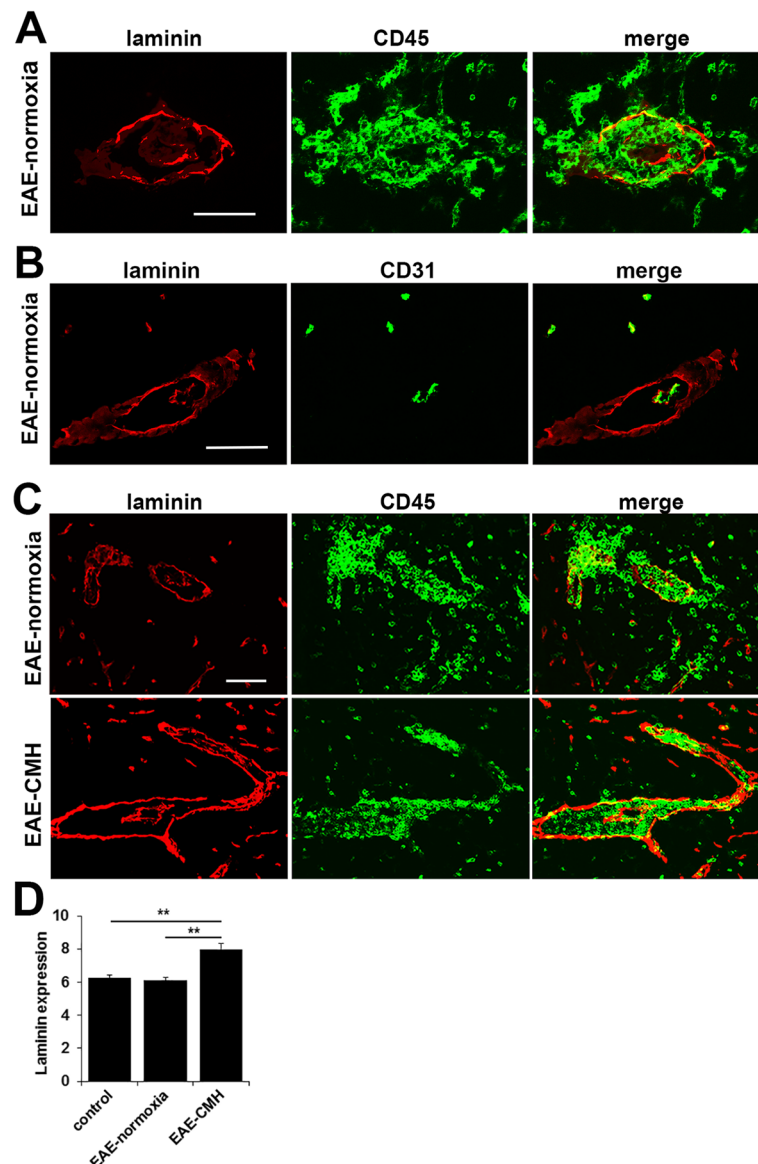 A
laminin CD45 merge
EAE-normoxia
B
laminin CD31 merge
EAE-normoxia
C
laminin CD45 merge
EAE-normoxia
EAE-CMH
D
10
8
6
4
2
0
Laminin expression
**
**
control
EAE-normoxia
EAE-CMH